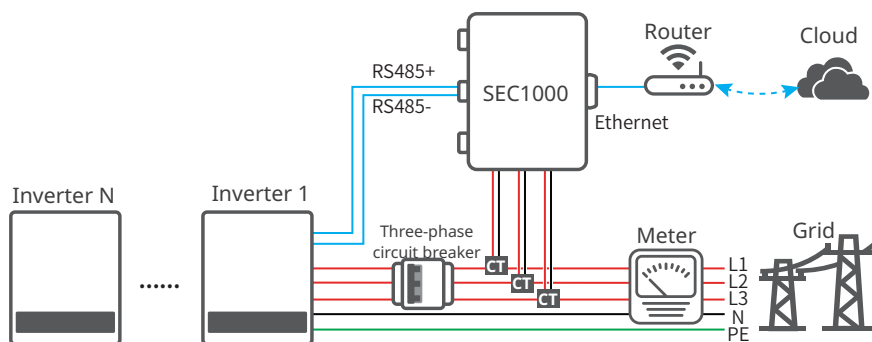 Router
Cloud
RS485+
RS485-
SEC1000
Ethernet
Inverter N
Inverter 1
Three-phase
circuit breaker
Meter
Grid
CT
CT
CT
L1
L2
L3
N
PE
......